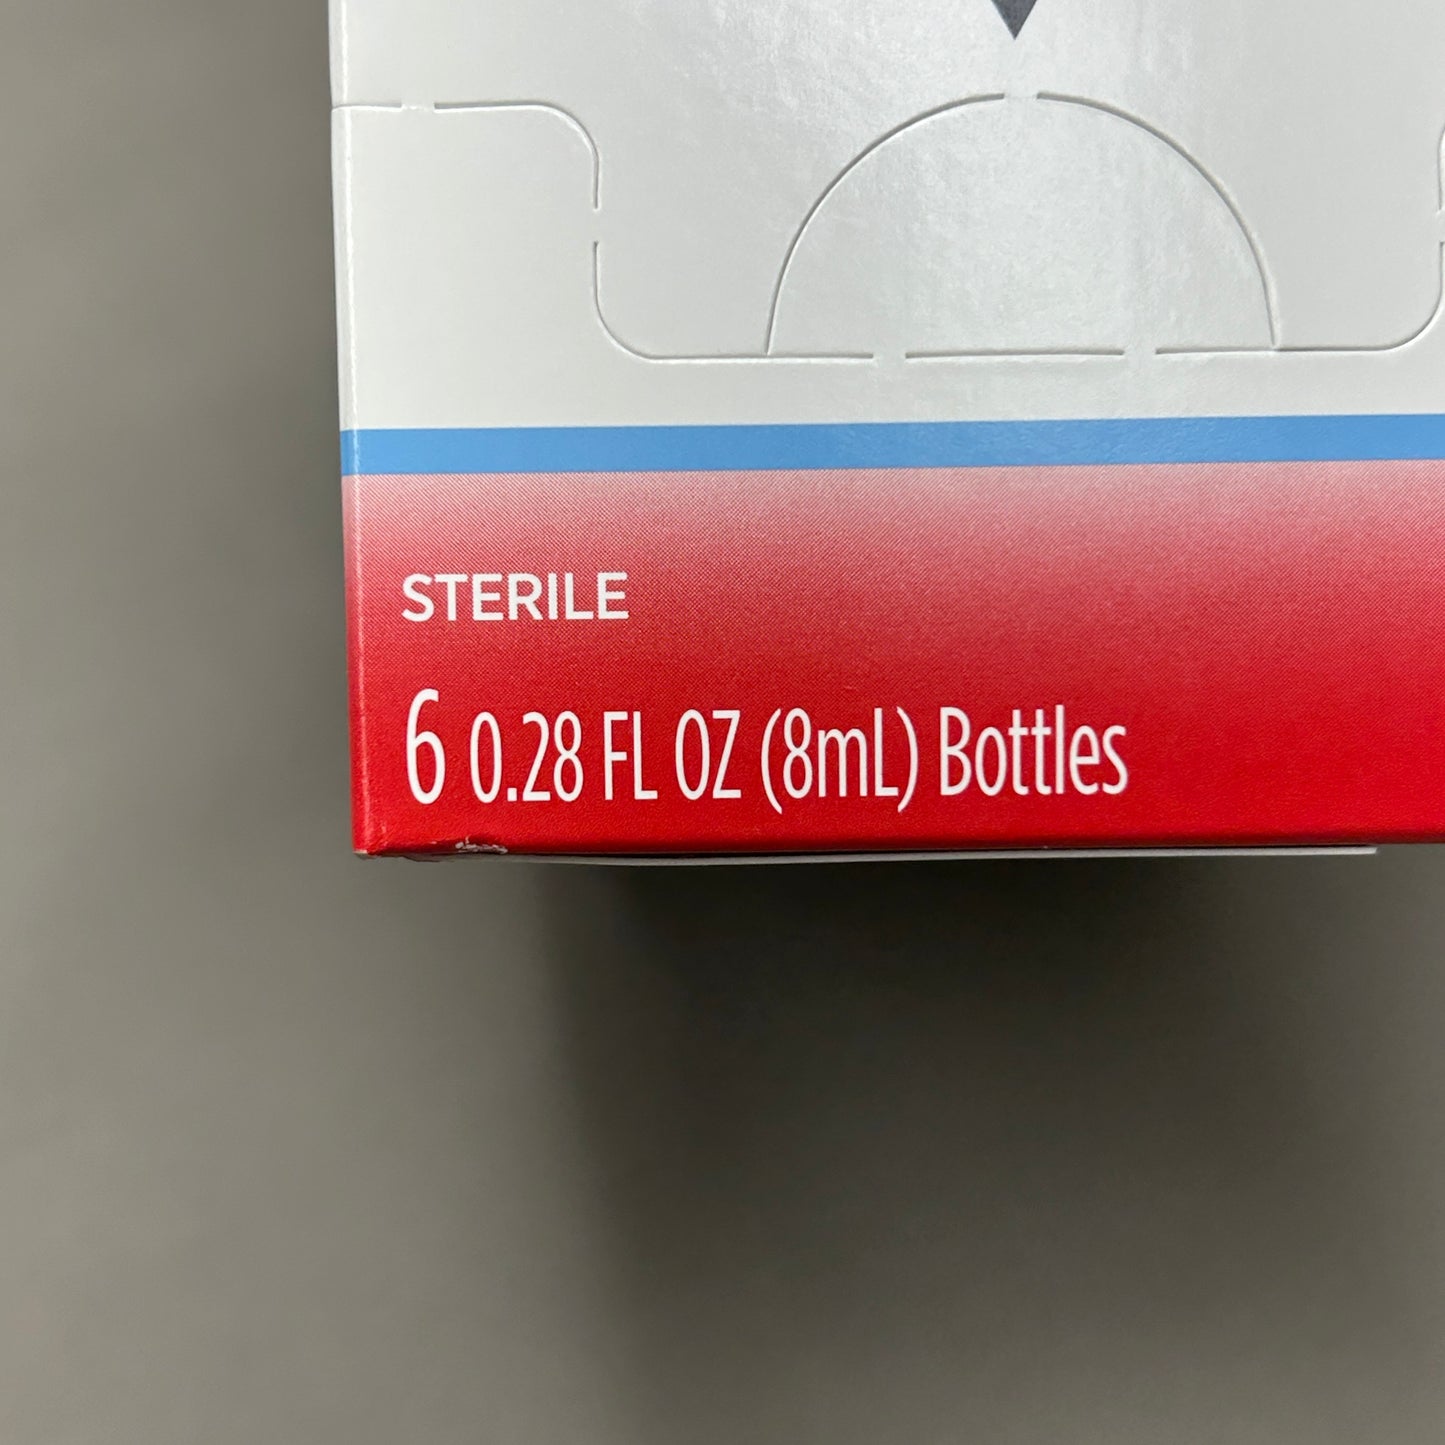 STERILE
6 0.28 FL OZ (8mL) Bottles